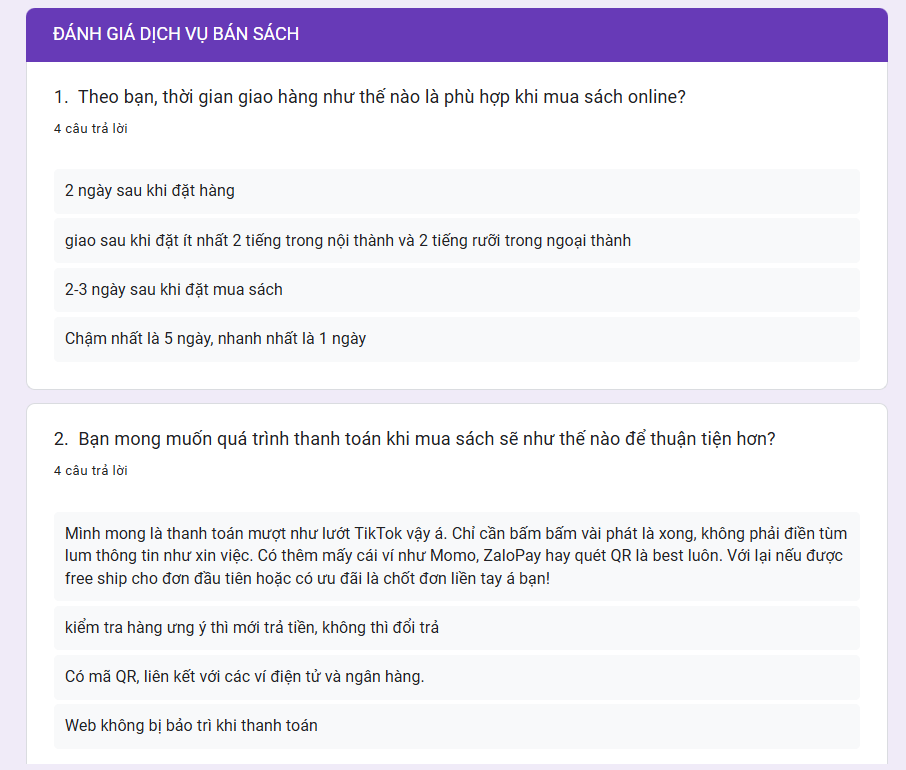 ĐÁNH GIÁ DỊCH VỤ BÁN SÁCH
1. Theo bạn, thời gian giao hàng như thế nào là phù hợp khi mua sách online?
4 câu trả lời
2 ngày sau khi đặt hàng
giao sau khi đặt ít nhất 2 tiếng trong nội thành và 2 tiếng rưỡi trong ngoại thành
2-3 ngày sau khi đặt mua sách
Chậm nhất là 5 ngày, nhanh nhất là 1 ngày
2. Bạn mong muốn quá trình thanh toán khi mua sách sẽ như thế nào để thuận tiện hơn?
4 câu trả lời
Mình mong là thanh toán mượt như lướt TikTok vậy á. Chỉ cần bấm bấm vài phát là xong, không phải điền tùm
lum thông tin như xin việc. Có thêm mấy cái ví như Momo, ZaloPay hay quét QR là best luôn. Với lại nếu được
free ship cho đơn đầu tiên hoặc có ưu đãi là chốt đơn liền tay á bạn!
kiểm tra hàng ưng ý thì mới trả tiền, không thì đổi trả
Có mã QR, liên kết với các ví điện tử và ngân hàng.
Web không bị bảo trì khi thanh toán